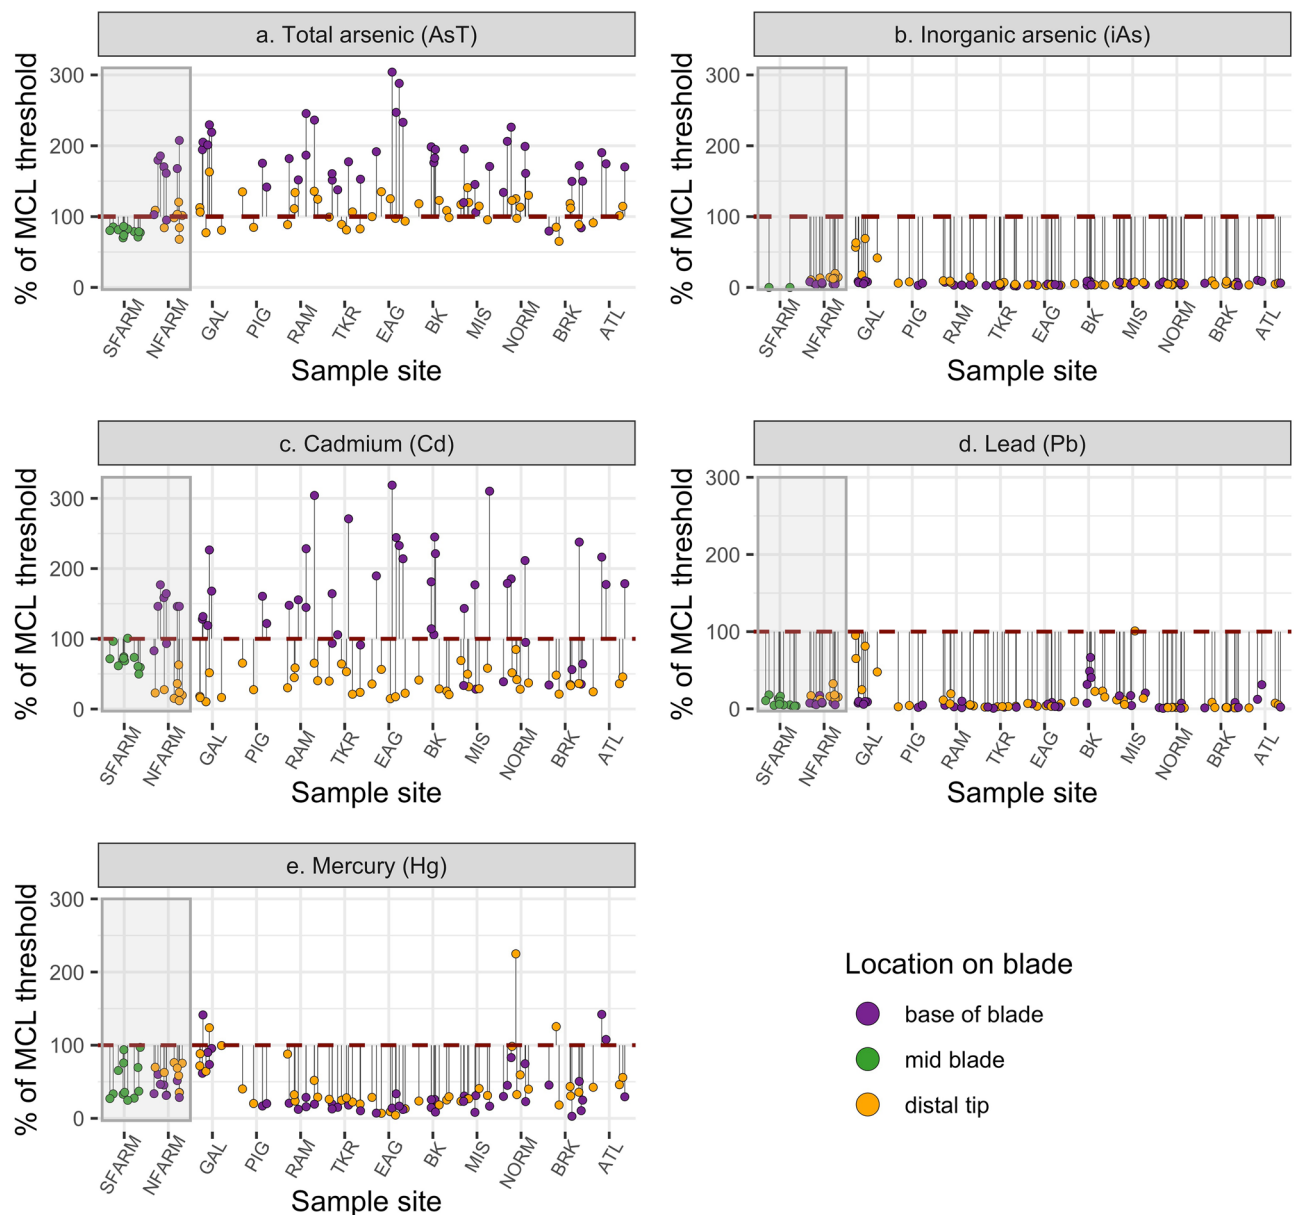 a. Total arsenic (AsT)
% of MCL threshold
300
200
100
0
SFARM NFARM GAL PIG RAM TKR EAG BK MIS NORM BRK ATL
Sample site
b. Inorganic arsenic (iAs)
% of MCL threshold
300
200
100
0
SFARM NFARM GAL PIG RAM TKR EAG BK MIS NORM BRK ATL
Sample site
c. Cadmium (Cd)
% of MCL threshold
300
200
100
0
SFARM NFARM GAL PIG RAM TKR EAG BK MIS NORM BRK ATL
Sample site
d. Lead (Pb)
% of MCL threshold
300
200
100
0
SFARM NFARM GAL PIG RAM TKR EAG BK MIS NORM BRK ATL
Sample site
e. Mercury (Hg)
% of MCL threshold
300
200
100
0
SFARM NFARM GAL PIG RAM TKR EAG BK MIS NORM BRK ATL
Sample site
Location on blade
base of blade
mid blade
distal tip